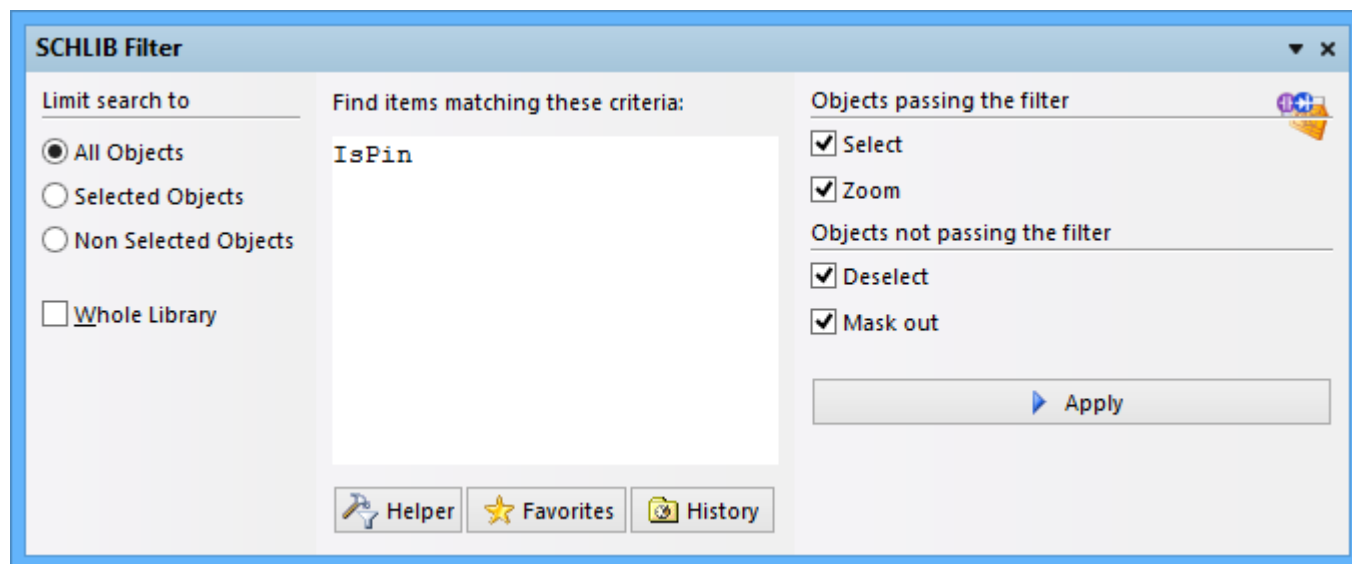 SCHLIB Filter
Limit search to
All Objects
Selected Objects
Non Selected Objects
Whole Library
Find items matching these criteria:
IsPin
Helper
Favorites
History
Objects passing the filter
Select
Zoom
Objects not passing the filter
Deselect
Mask out
Apply